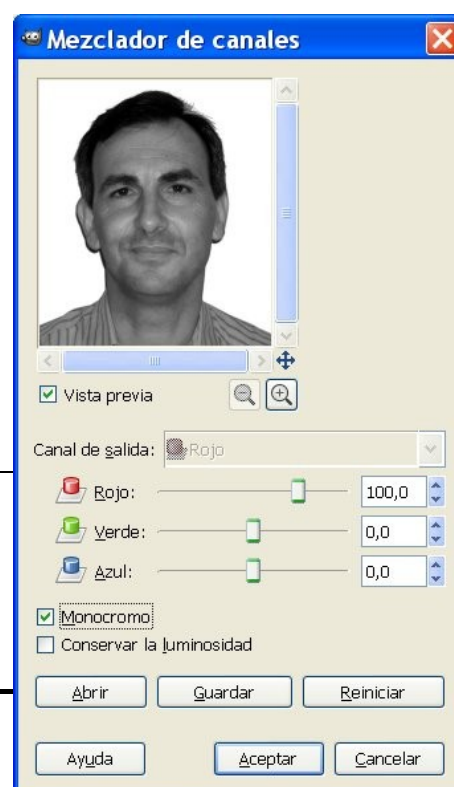 Mezclador de canales
Vista previa
Canal de salida: Rojo
Rojo: 100,0
Verde: 0,0
Azul: 0,0
Monocromo
Conservar la luminosidad
Abrir Guardar Reiniciar
Ayuda Aceptar Cancelar